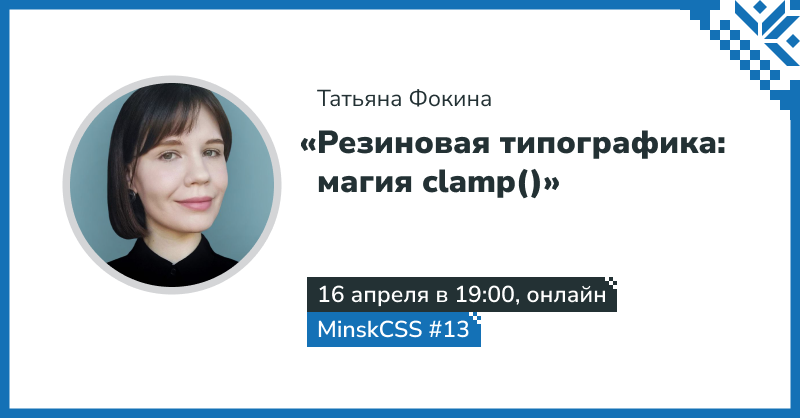 Татьяна Фокина
«Резиновая типографика:
магия clamp()»
16 апреля в 19:00, онлайн
MinskCSS #13